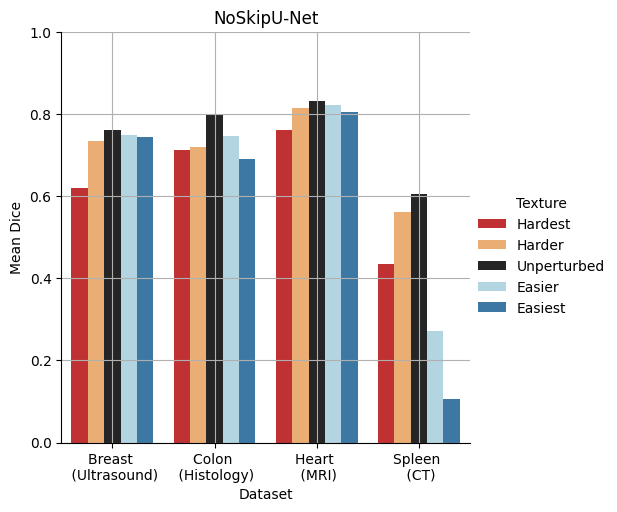 NoSkipU-Net
1.0
0.8
0.6
0.4
0.2
0.0
Mean Dice
Breast Colon Heart Spleen
(Ultrasound) (Histology) (MRI) (CT)
Dataset
Texture
Hardest
Harder
Unperturbed
Easier
Easiest